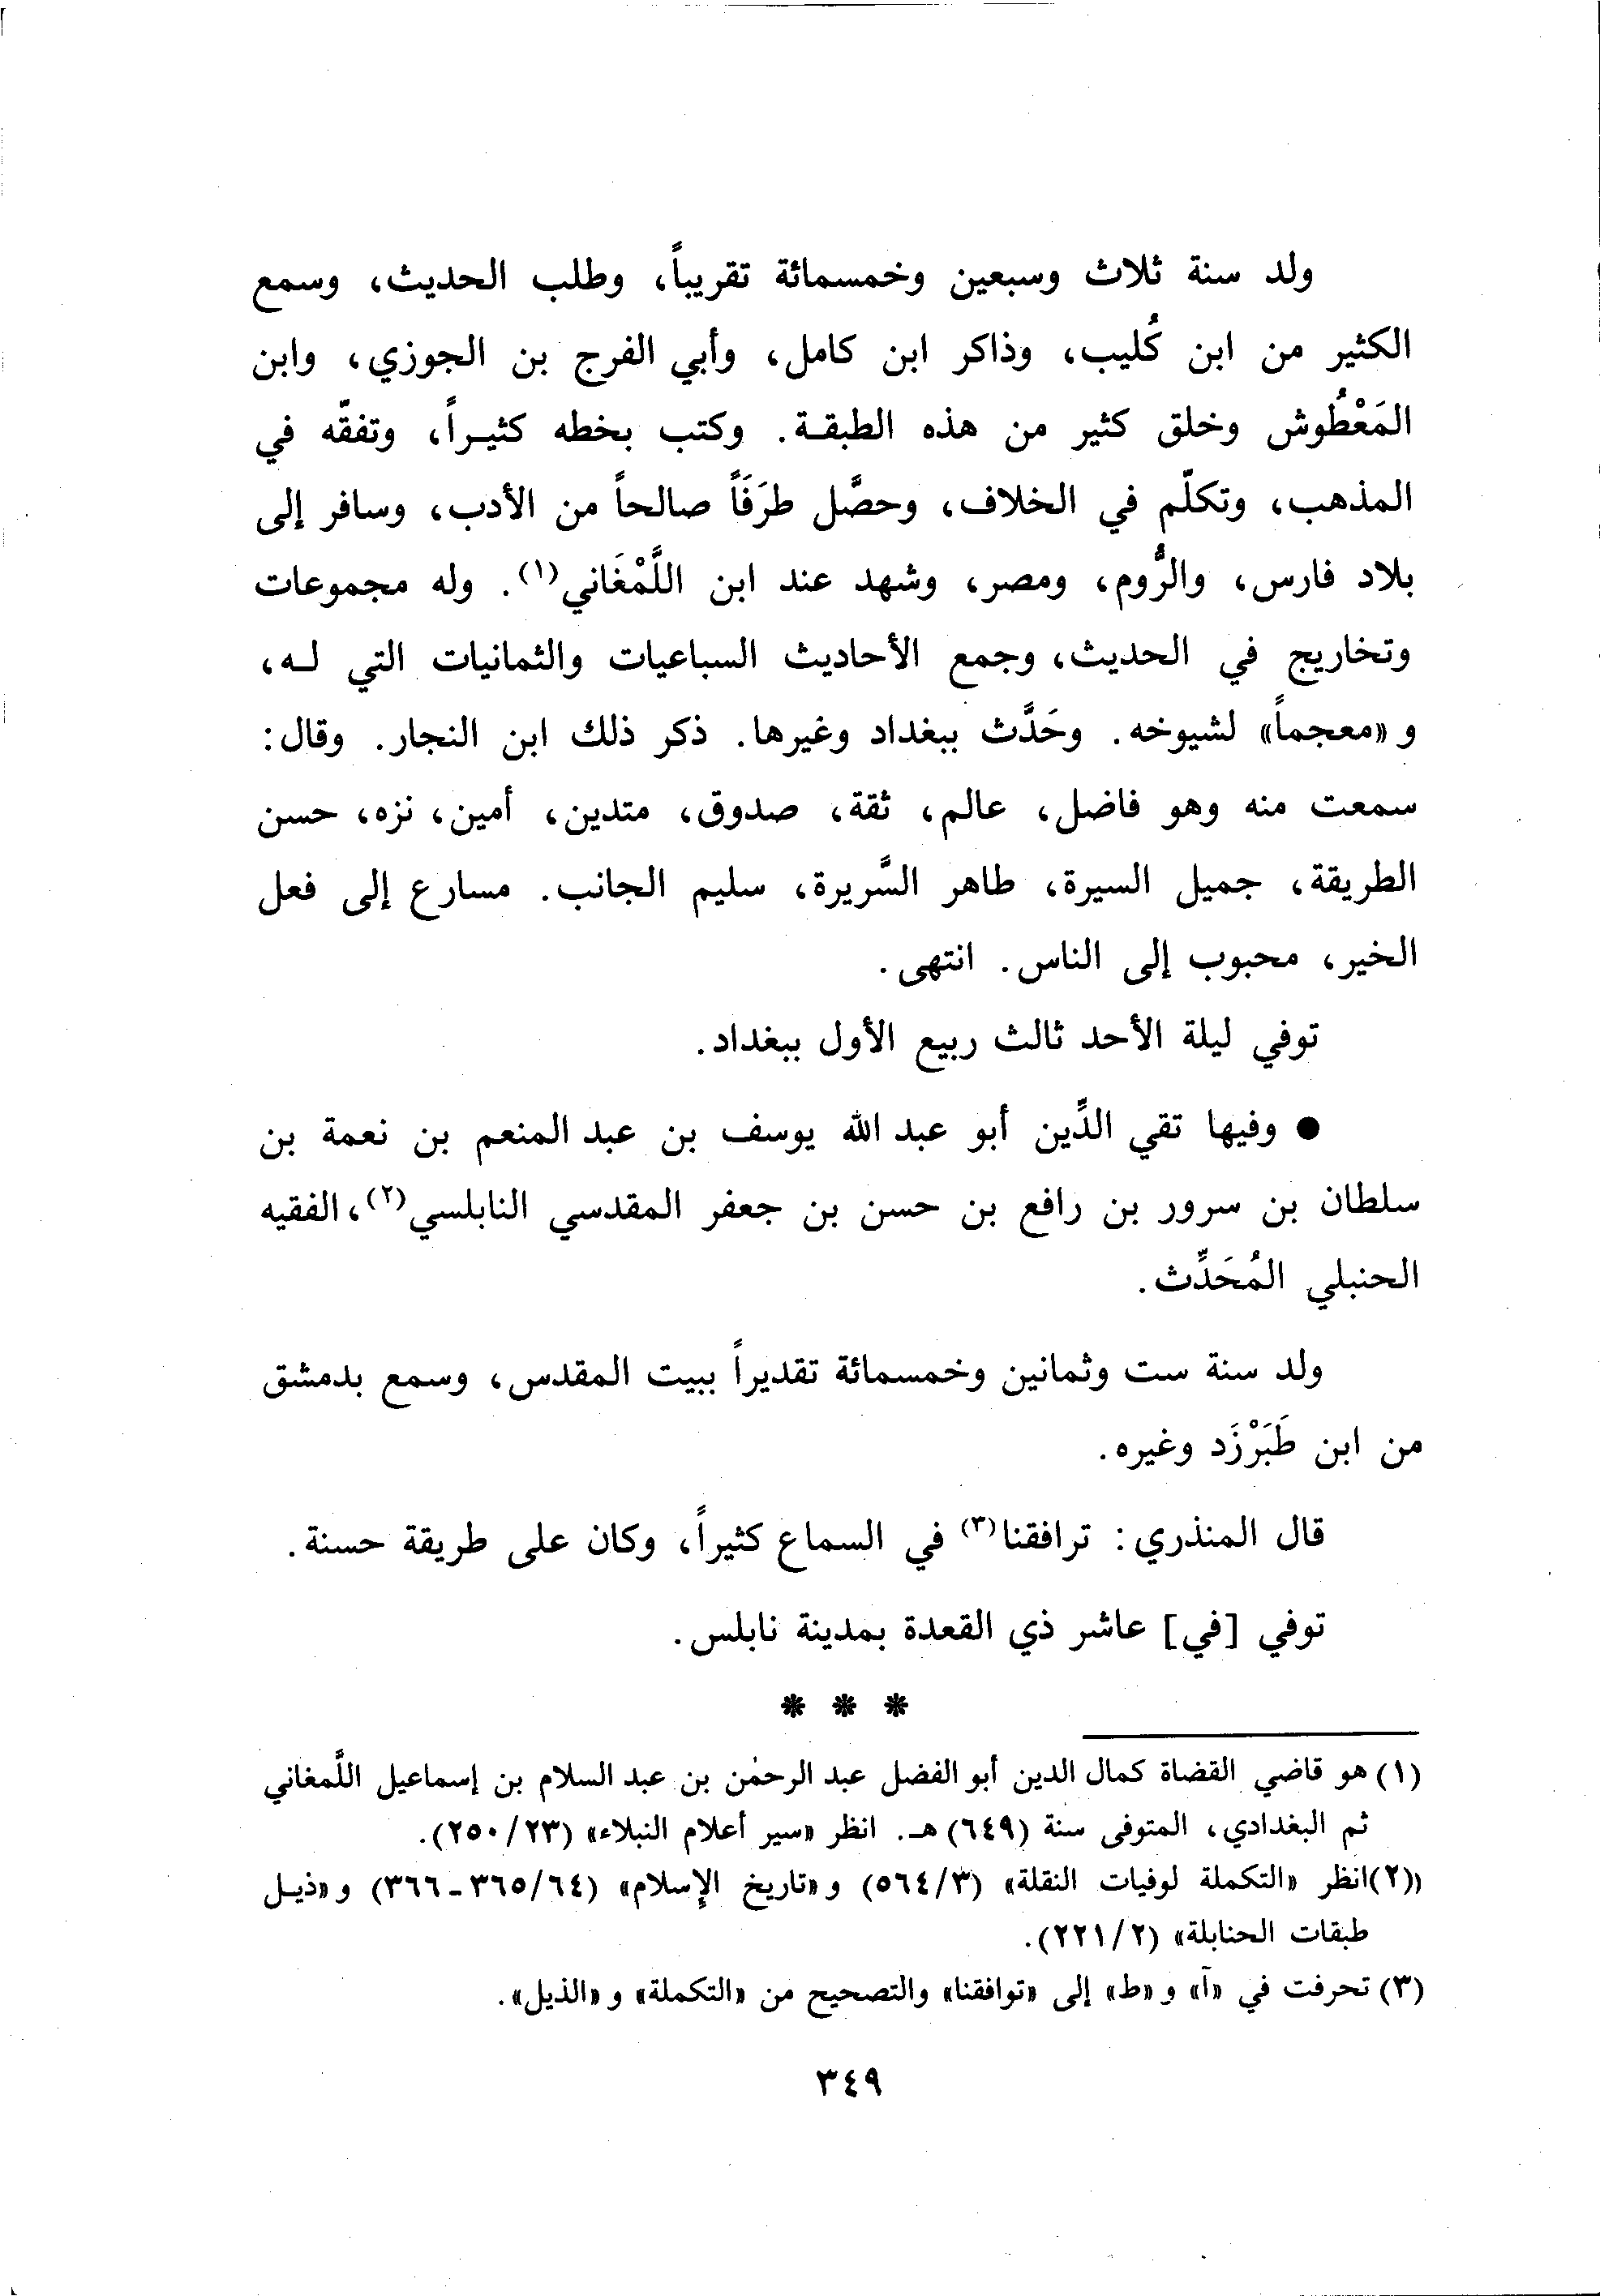 ولد سنة ثلاث وسبعين وخمسمائة تقريباً، وطلب الحديث، وسمع
الكثير من ابن كُليب، وذاكر ابن كامل، وأبي الفرج بن الجوزي، وابن
المَعْطُوش وخلق كثير من هذه الطبقـة. وكتب بخطه كثيـراً، وتفقّه في
المذهب، وتكلّم في الخلاف، وحصَّل طرَفَاً صالحاً من الأدب، وسافر إلى
بلاد فارس، والرُّوم، ومصر، وشهد عند ابن اللَّمْغَاني(١). وله مجموعات
وتخاريج في الحديث، وجمع الأحاديث السباعيات والثمانيات التي لـه،
و «معجماً» لشيوخه. وحَدَّث ببغداد وغيرها. ذكر ذلك ابن النجار. وقال:
سمعت منه وهو فاضل، عالم، ثقة، صدوق، متدين، أمين، نزه، حسن
الطريقة، جميل السيرة، طاهر السَّريرة، سليم الجانب. مسارع إلى فعل
الخير، محبوب إلى الناس. انتهى.
توفي ليلة الأحد ثالث ربيع الأول ببغداد.
● وفيها تقي الدِّين أبو عبد الله يوسف بن عبد المنعم بن نعمة بن
سلطان بن سرور بن رافع بن حسن بن جعفر المقدسي النابلسي(٢)، الفقيه
الحنبلي المُحَدِّث.
ولد سنة ست وثمانين وخمسمائة تقديراً ببيت المقدس، وسمع بدمشق
من ابن طَبَرْزَد وغيره.
قال المنذري: ترافقنا(٣) في السماع كثيراً، وكان على طريقة حسنة.
توفي [في] عاشر ذي القعدة بمدينة نابلس.
* * *
(١) هو قاضي القضاة كمال الدين أبو الفضل عبد الرحمٰن بن عبد السلام بن إسماعيل اللَّمغاني
ثم البغدادي، المتوفى سنة (٦٤٩) هـ. انظر «سير أعلام النبلاء» (٢٥٠/٢٣).
((٢) انظر «التكملة لوفيات النقلة» (٥٦٤/٣) و «تاريخ الإسلام» (٣٦٥/٦٤ - ٣٦٦) و «ذيـل
طبقات الحنابلة» (٢٢١/٢).
(٣) تحرفت في «آ» و «ط» إلى «توافقنا» والتصحيح من «التكملة» و «الذيل».
٣٤٩